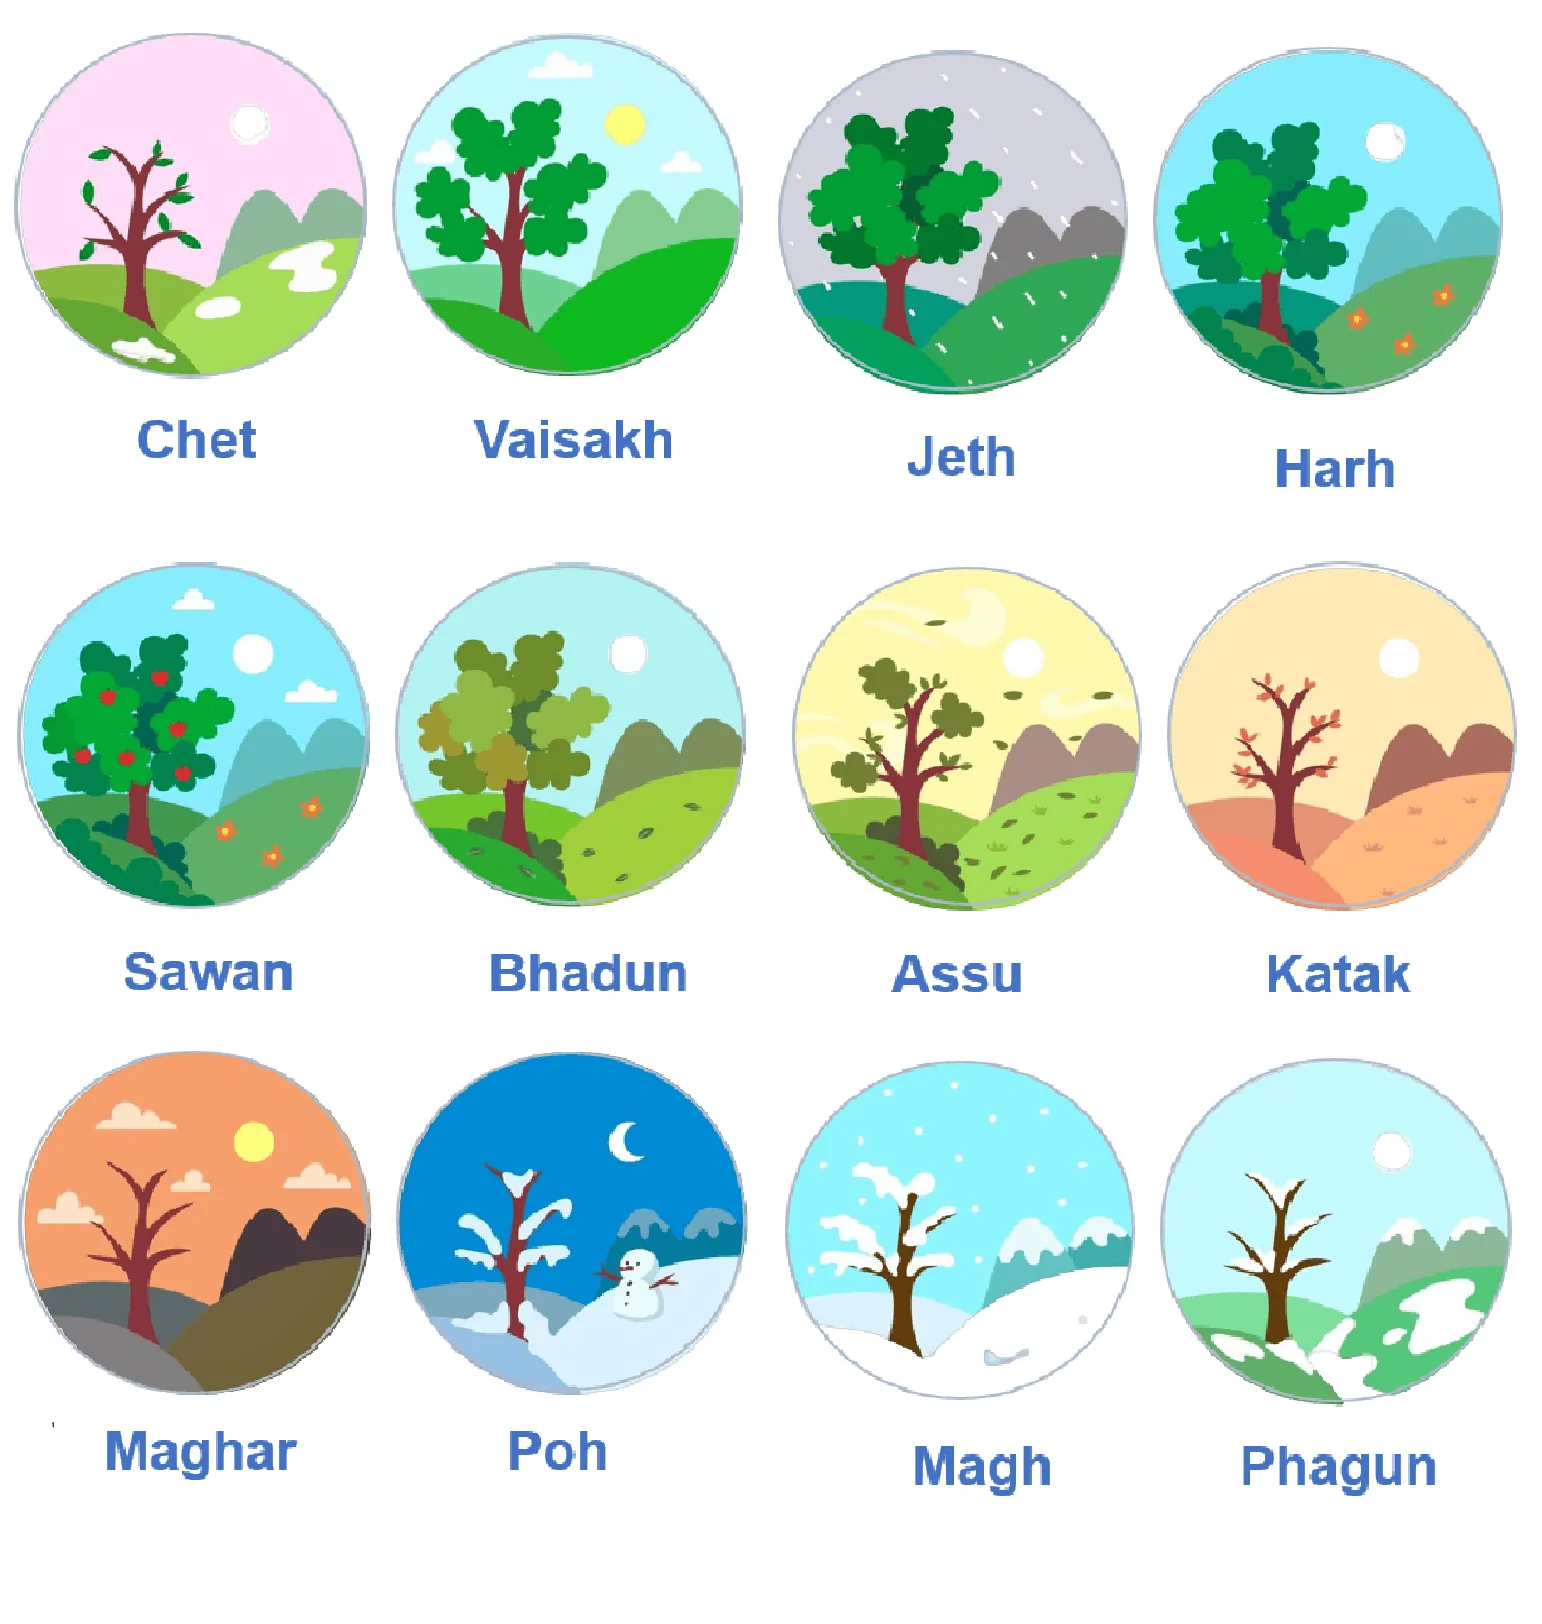 Chet
Vaisakh
Jeth
Harh
Sawan
Bhadun
Assu
Katak
Maghar
Poh
Magh
Phagun